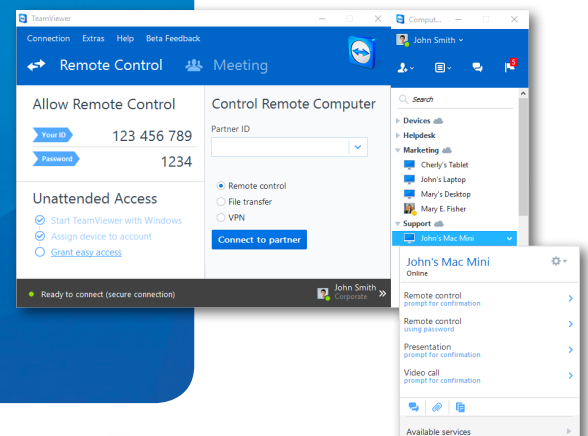 TeamViewer
Connection Extras Help Beta Feedback
Remote Control Meeting
Allow Remote Control
Your ID 123 456 789
Password 1234
Unattended Access
Start TeamViewer with Windows
Assign device to account
Grant easy access
Control Remote Computer
Partner ID
Remote control
File transfer
VPN
Connect to partner
Ready to connect (secure connection)
John Smith
Corporate
Comput...
John Smith
5
Search
Devices
Helpdesk
Marketing
Cherly's Tablet
John's Laptop
Mary's Desktop
Mary E. Fisher
Support
John's Mac Mini
John's Mac Mini
Online
Remote control
prompt for confirmation
Remote control
using password
Presentation
prompt for confirmation
Video call
prompt for confirmation
Available services